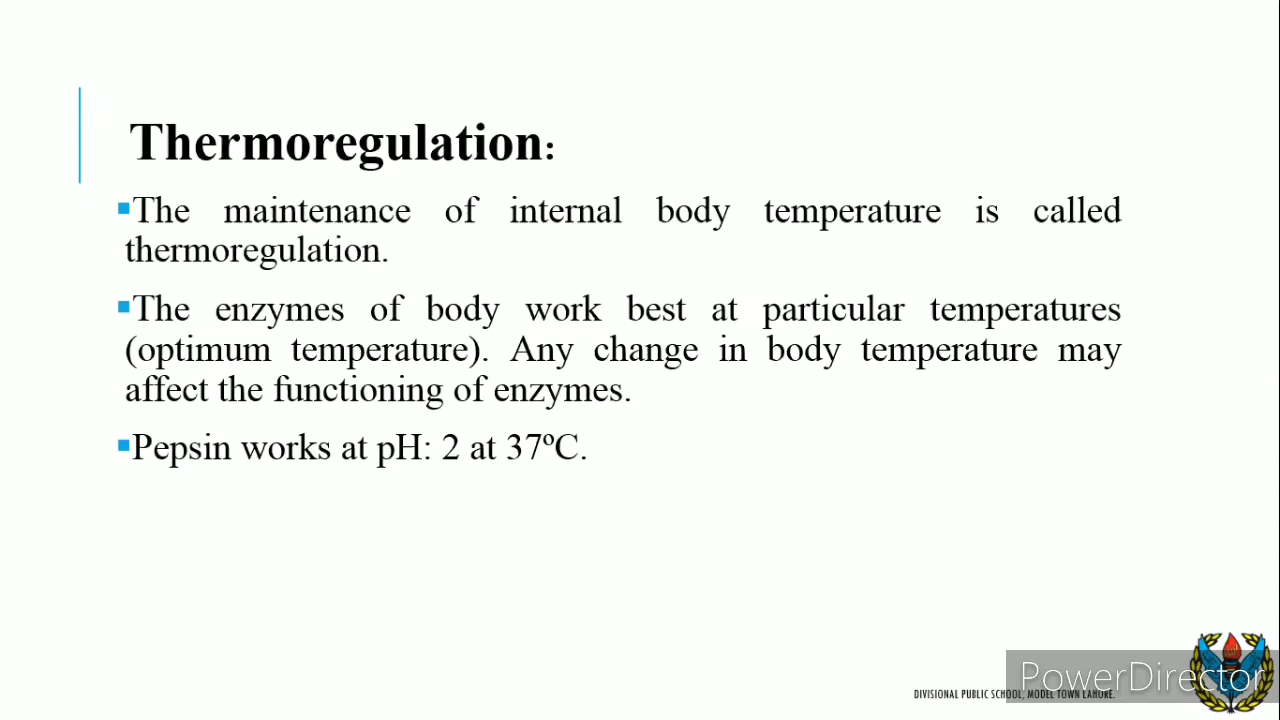 Thermoregulation:
▪The maintenance of internal body temperature is called
thermoregulation.
▪The enzymes of body work best at particular temperatures
(optimum temperature). Any change in body temperature may
affect the functioning of enzymes.
▪Pepsin works at pH: 2 at 37ºC.
PowerDirector
DIVISIONAL PUBLIC SCHOOL, MODEL TOWN LAHORE.